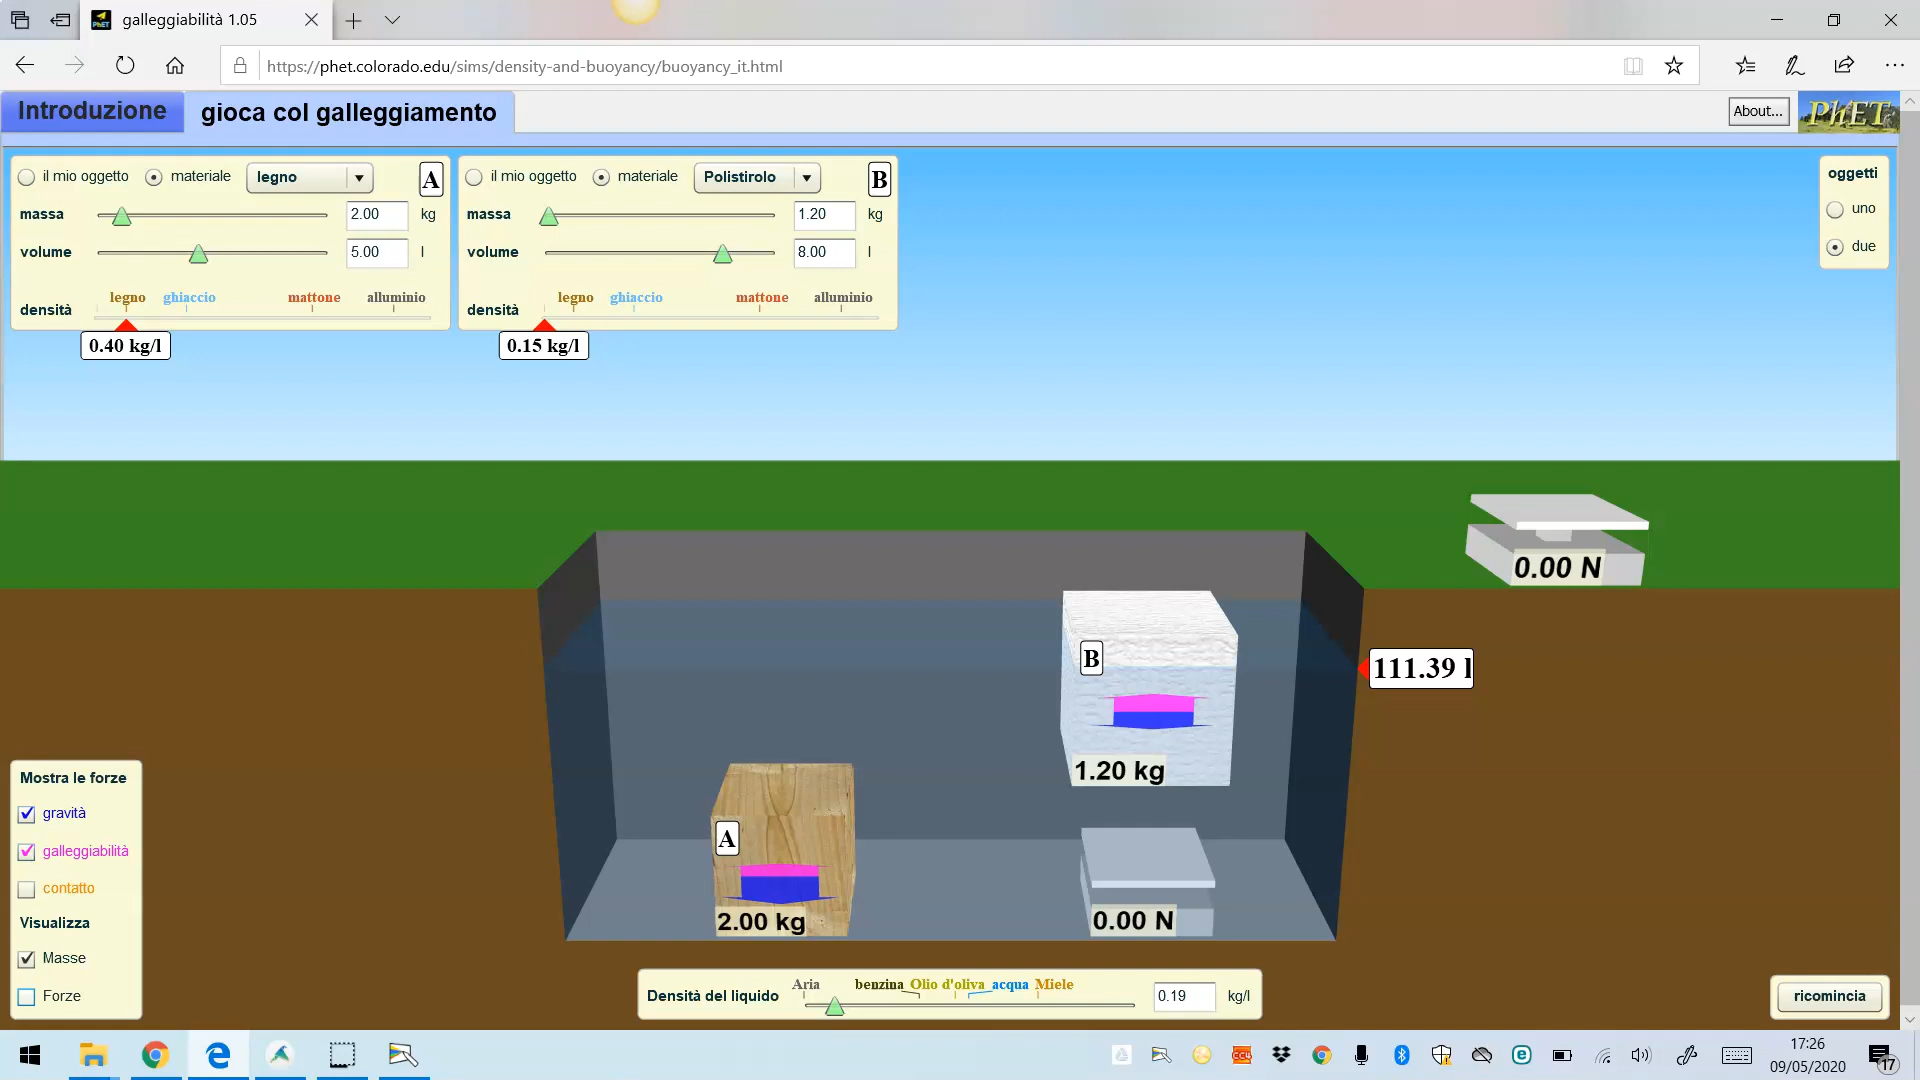 galleggiabilità 1.05
https://phet.colorado.edu/sims/density-and-buoyancy/buoyancy_it.html
Introduzione
gioca col galleggiamento
About...
PhET
il mio oggetto
materiale
legno
A
massa
2.00
kg
volume
5.00
l
legno ghiaccio mattone alluminio
densità
0.40 kg/l
il mio oggetto
materiale
Polistirolo
B
massa
1.20
kg
volume
8.00
l
legno ghiaccio mattone alluminio
densità
0.15 kg/l
oggetti
uno
due
0.00 N
111.39 l
B
1.20 kg
A
2.00 kg
0.00 N
Mostra le forze
gravità
galleggiabilità
contatto
Visualizza
Masse
Forze
Aria benzina Olio d'oliva acqua Miele
Densità del liquido
0.19
kg/l
ricomincia
17:26
09/05/2020
17